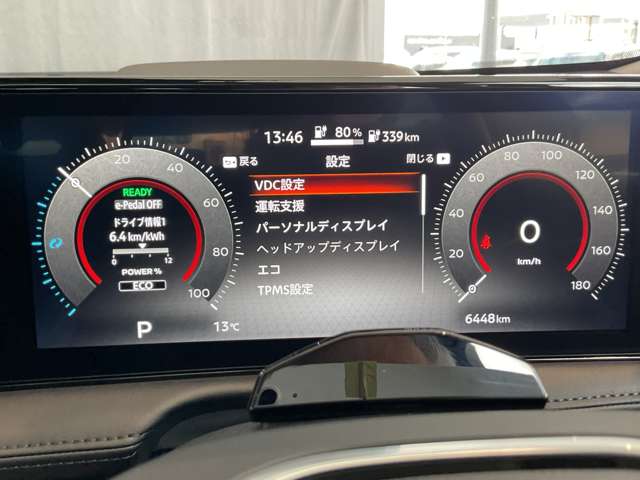 13:46 80% 339km
戻る 設定 閉じる
VDC設定
運転支援
パーソナルディスプレイ
ヘッドアップディスプレイ
エコ
TPMS設定
0 20 40 60 80 100
READY
e-Pedal OFF
ドライブ情報1
6.4 km/kWh
0 12
POWER %
ECO
P 13℃
0 20 40 60 80 100 120 140 160 180
0
km/h
6448km